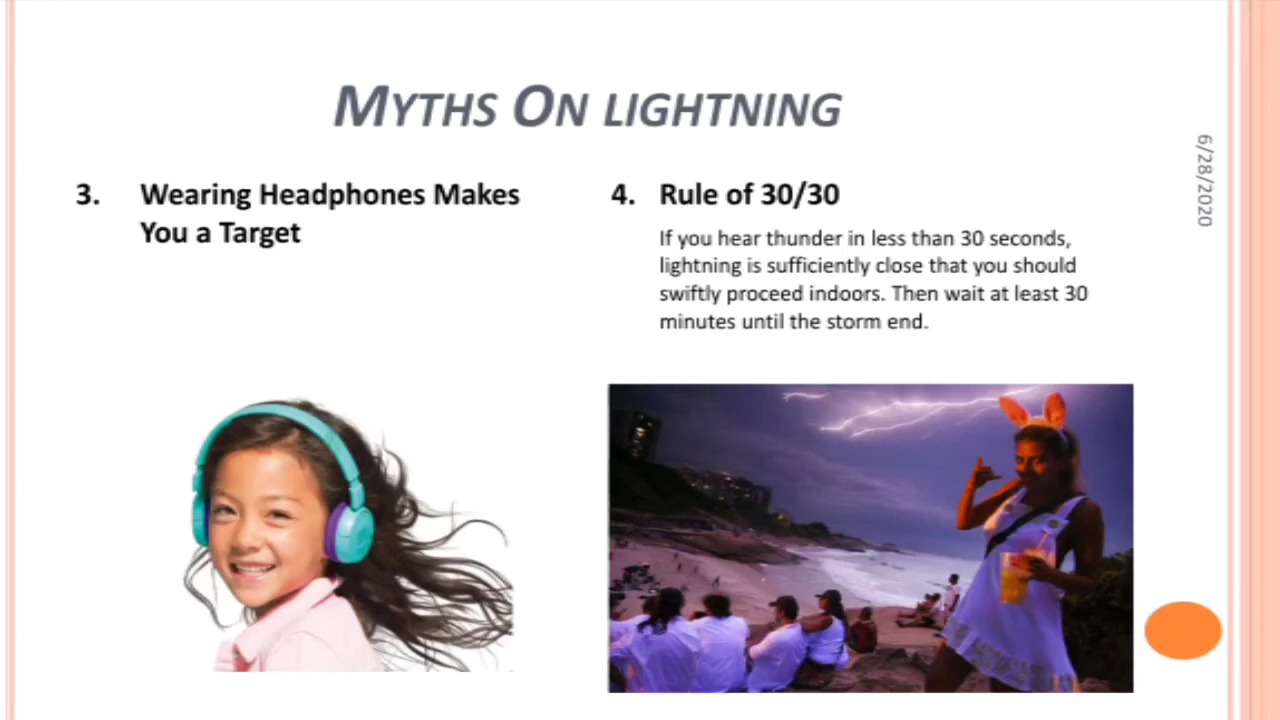 MYTHS ON LIGHTNING
6/28/2020
3. Wearing Headphones Makes
You a Target
4. Rule of 30/30
If you hear thunder in less than 30 seconds,
lightning is sufficiently close that you should
swiftly proceed indoors. Then wait at least 30
minutes until the storm end.